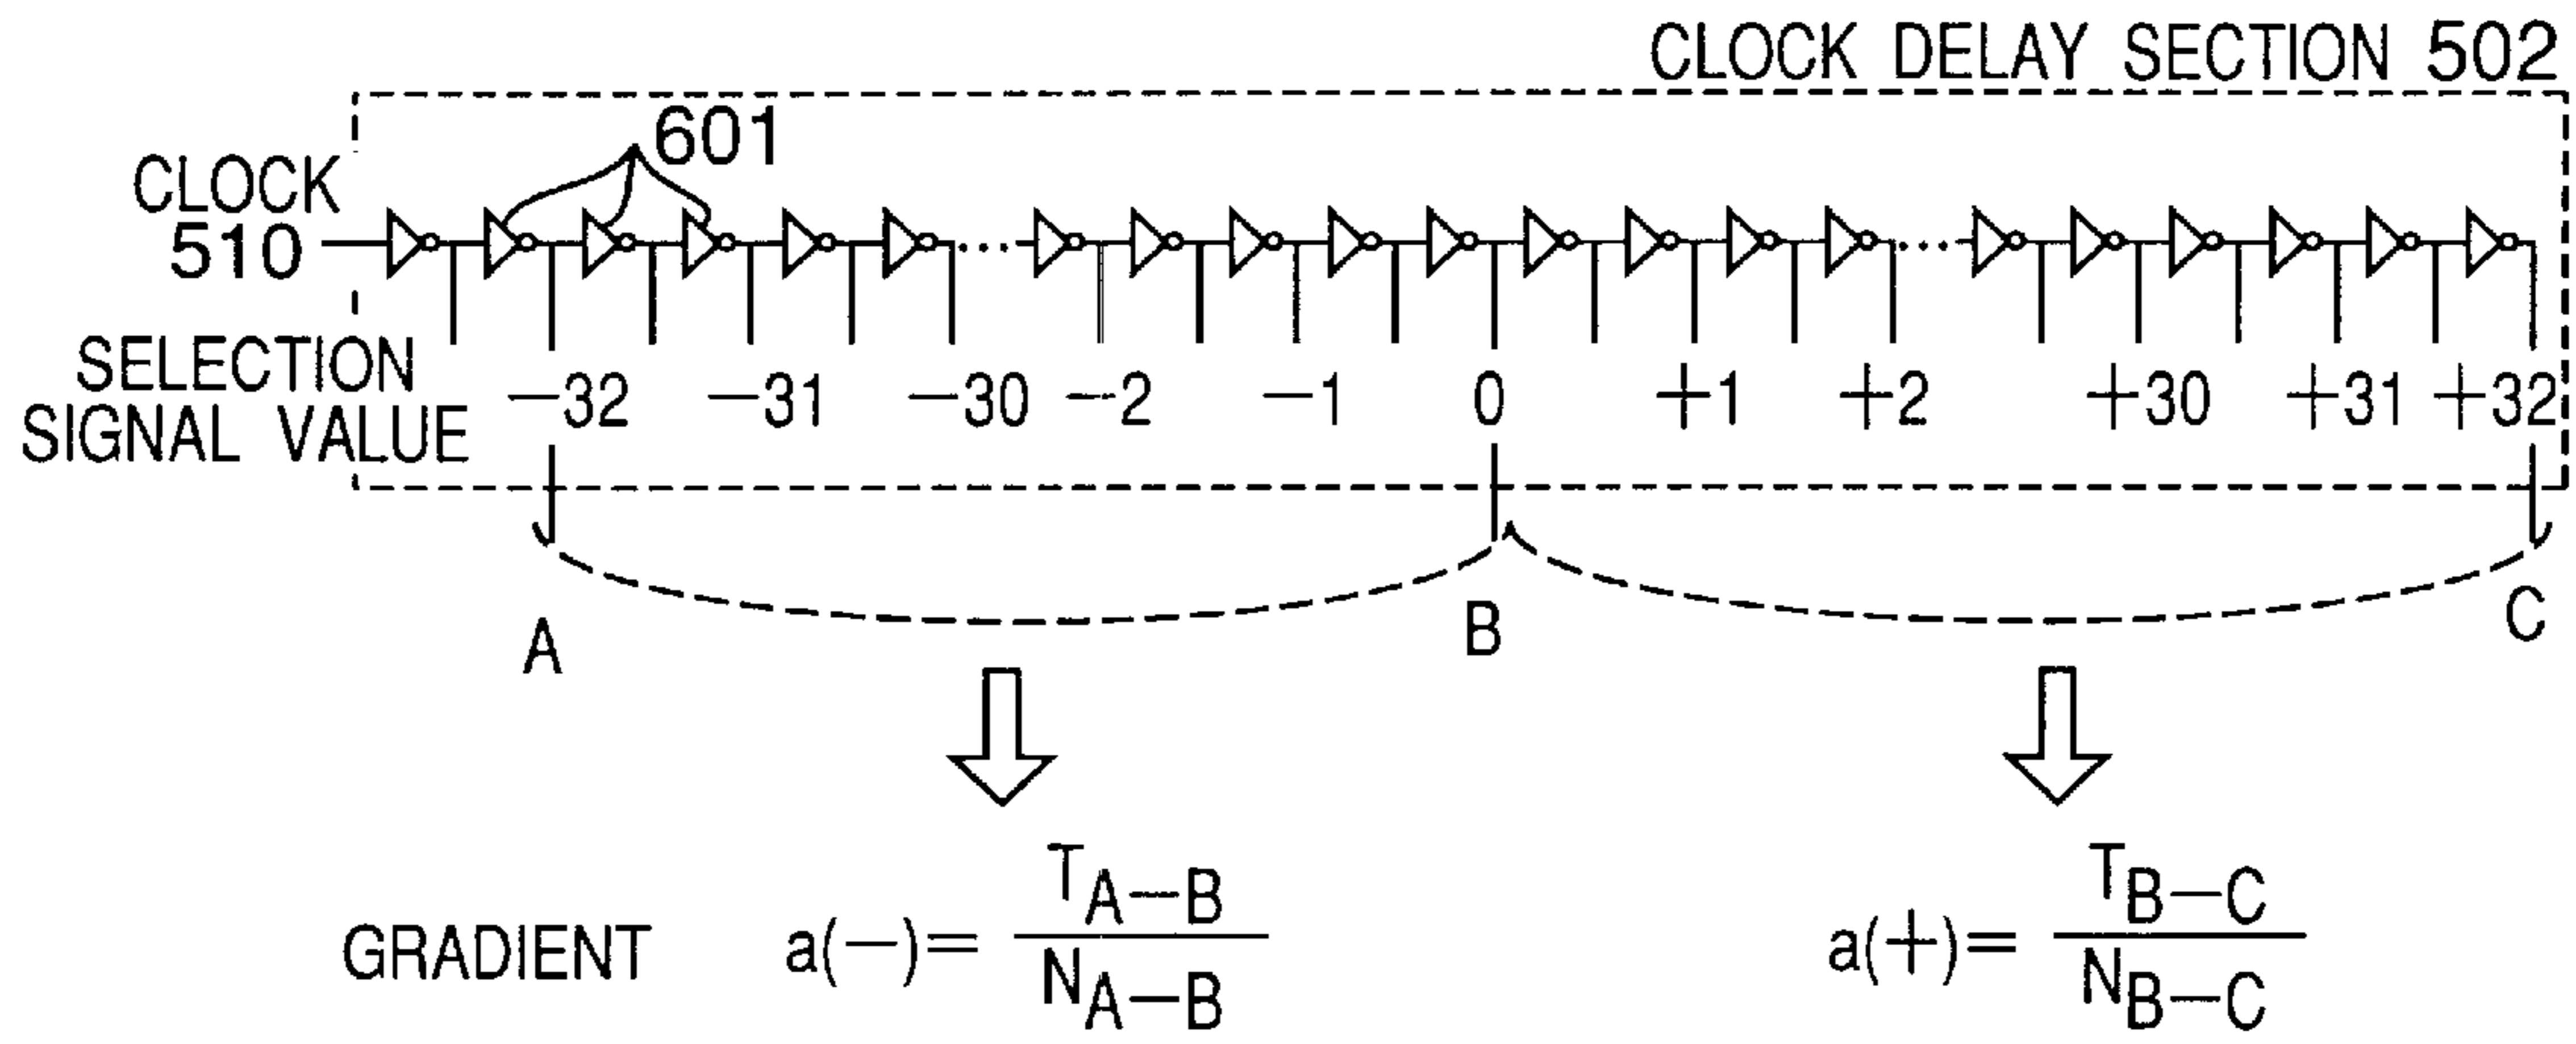 CLOCK DELAY SECTION 502
601
CLOCK
510
SELECTION
SIGNAL VALUE
−32 −31 −30 −2 −1 0 +1 +2 +30 +31 +32
A B C
GRADIENT a(−)= T_{A−B} / N_{A−B} a(+)= T_{B−C} / N_{B−C}